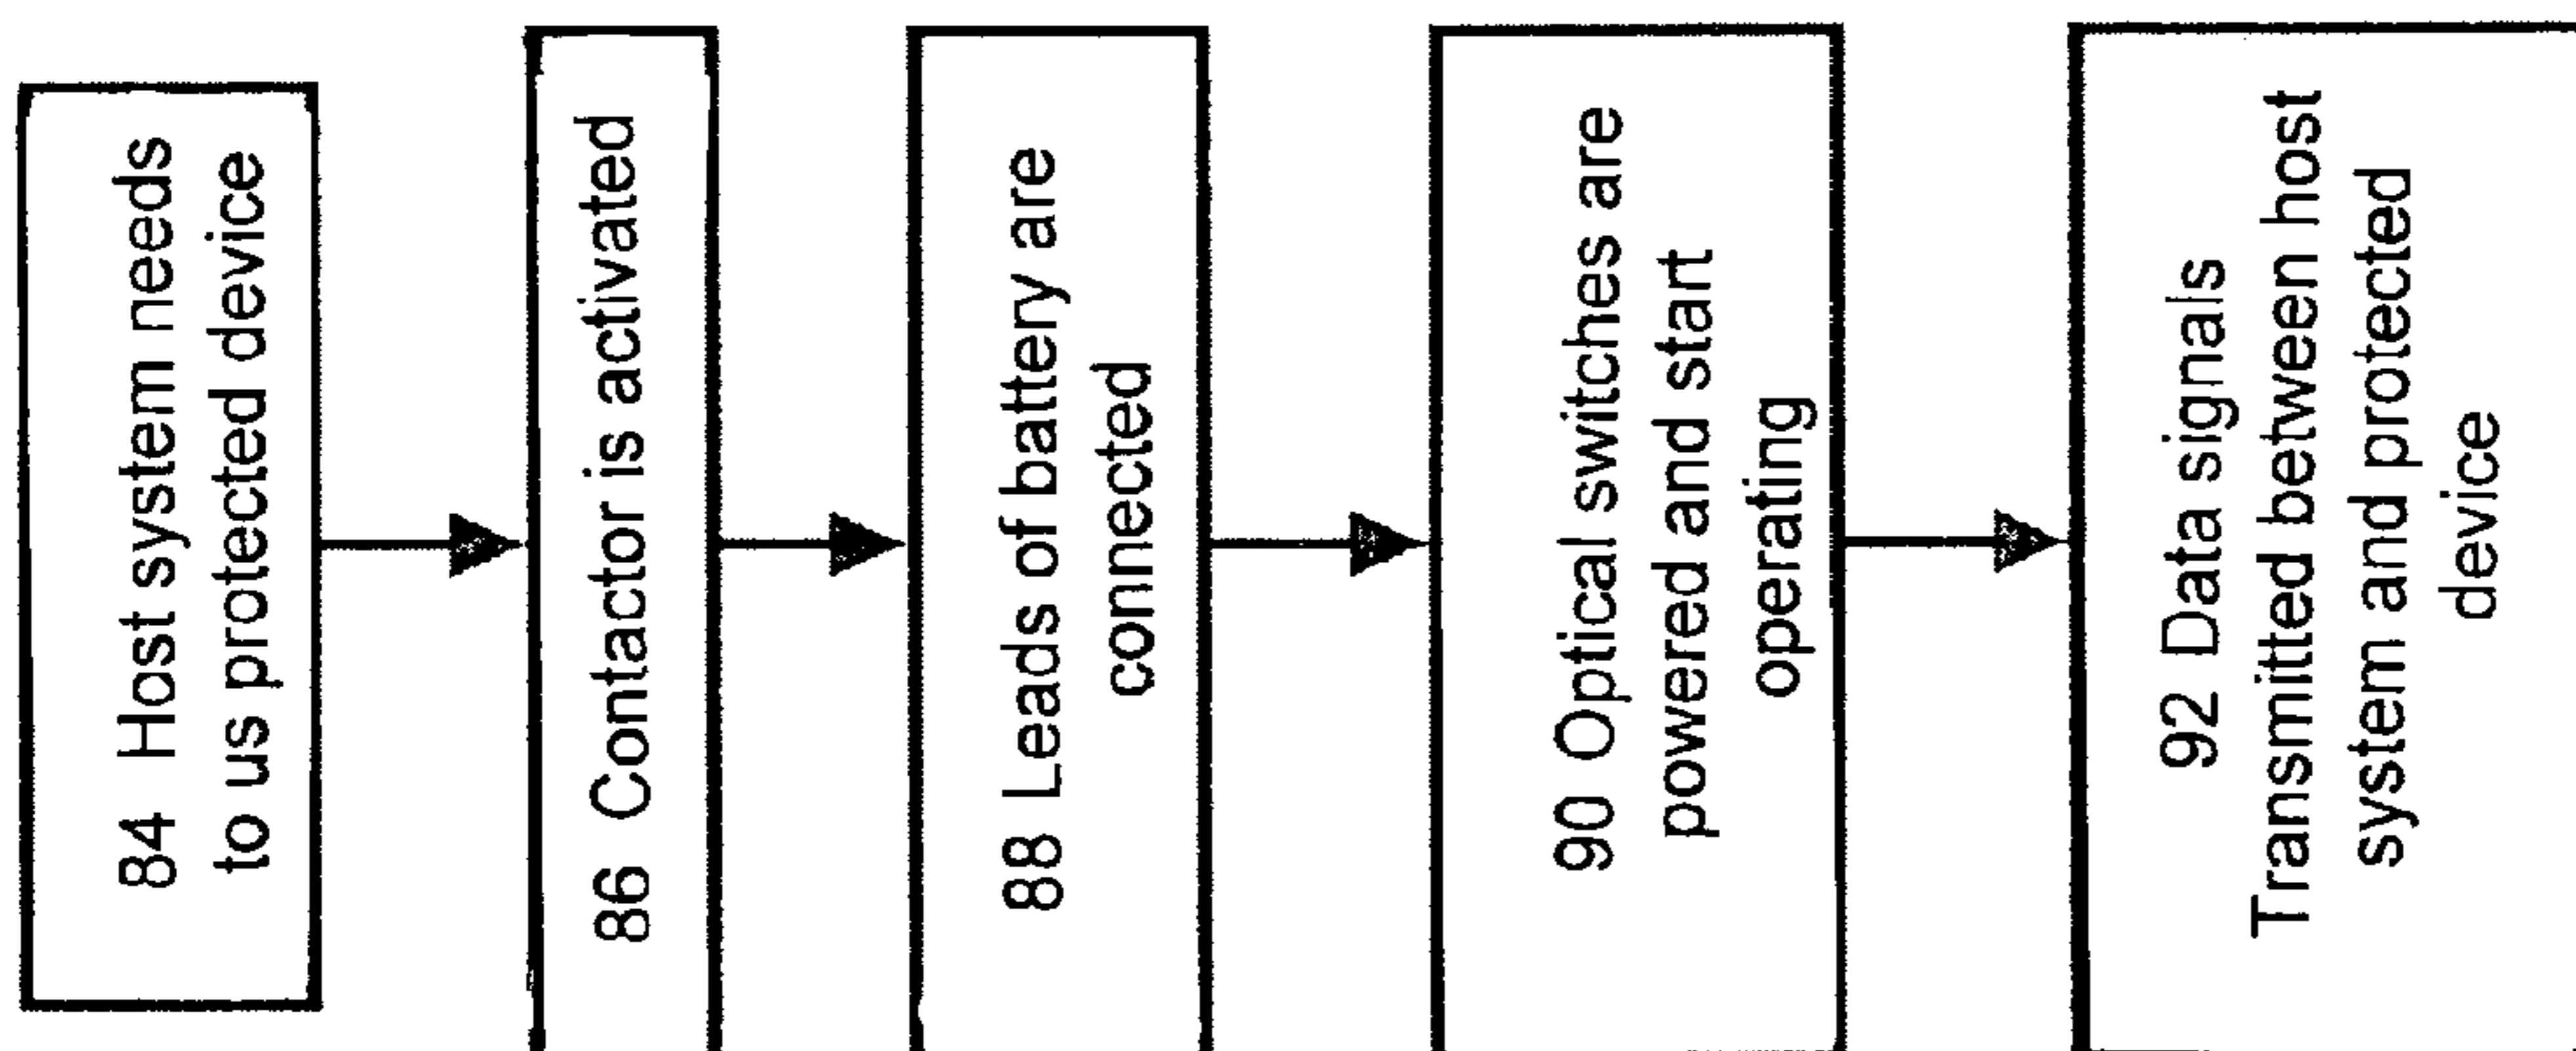 84 Host system needs
to us protected device
86 Contactor is activated
88 Leads of battery are
connected
90 Optical switches are
powered and start
operating
92 Data signals
Transmitted between host
system and protected
device